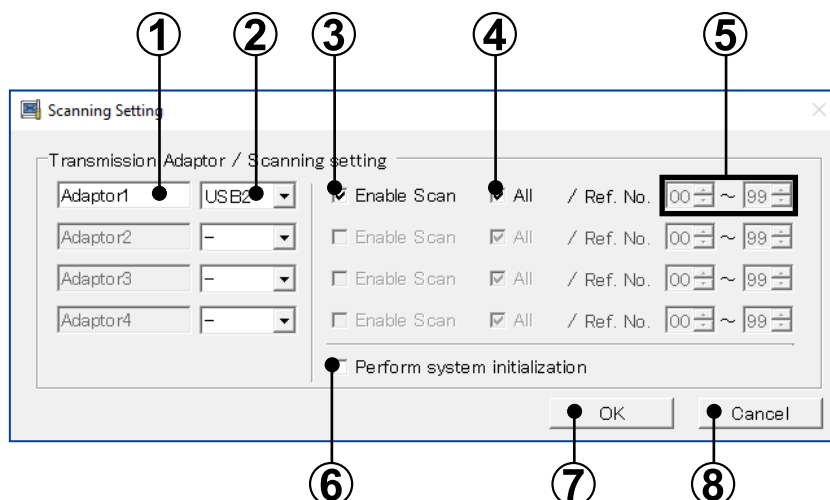 ① ② ③ ④ ⑤
Scanning Setting
Transmission Adaptor / Scanning setting
Adaptor1 USB2 Enable Scan All / Ref. No. 00 ~ 99
Adaptor2 - Enable Scan All / Ref. No. 00 ~ 99
Adaptor3 - Enable Scan All / Ref. No. 00 ~ 99
Adaptor4 - Enable Scan All / Ref. No. 00 ~ 99
Perform system initialization
OK Cancel
⑥ ⑦ ⑧